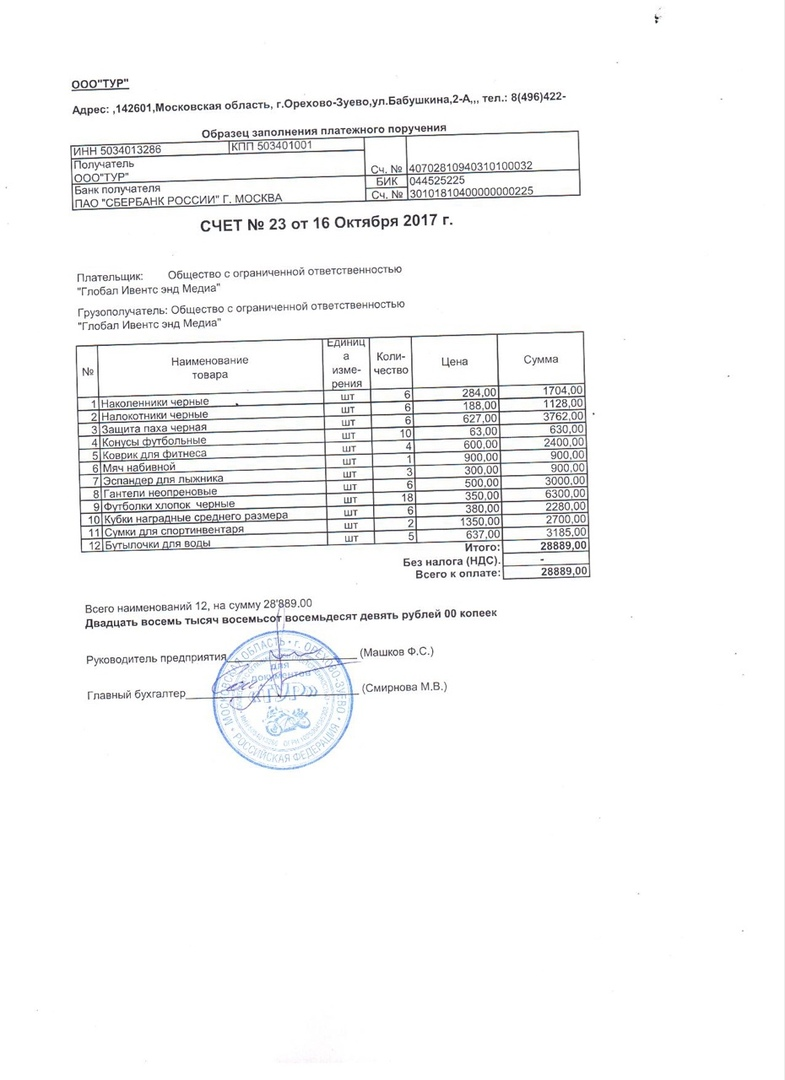 ООО"ТУР"
Адрес: ,142601,Московская область, г.Орехово-Зуево,ул.Бабушкина,2-А,,, тел.: 8(496)422-
Образец заполнения платежного поручения
ИНН 5034013286 КПП 503401001
Получатель
ООО"ТУР" Сч. № 40702810940310100032
Банк получателя БИК 044525225
ПАО "СБЕРБАНК РОССИИ" Г. МОСКВА Сч. № 30101810400000000225
СЧЕТ № 23 от 16 Октября 2017 г.
Плательщик: Общество с ограниченной ответственностью
"Глобал Ивентс энд Медиа"
Грузополучатель: Общество с ограниченной ответственностью
"Глобал Ивентс энд Медиа"
№ Наименование товара Единица изме-рения Коли-чество Цена Сумма
1 Наколенники черные шт 6 284,00 1704,00
2 Налокотники черные шт 6 188,00 1128,00
3 Защита паха черная шт 6 627,00 3762,00
4 Конусы футбольные шт 10 63,00 630,00
5 Коврик для фитнеса шт 4 600,00 2400,00
6 Мяч набивной шт 1 900,00 900,00
7 Эспандер для лыжника шт 3 300,00 900,00
8 Гантели неопреновые шт 6 500,00 3000,00
9 Футболки хлопок черные шт 18 350,00 6300,00
10 Кубки наградные среднего размера шт 6 380,00 2280,00
11 Сумки для спортинвентаря шт 2 1350,00 2700,00
12 Бутылочки для воды шт 5 637,00 3185,00
Итого: 28889,00
Без налога (НДС). -
Всего к оплате: 28889,00
Всего наименований 12, на сумму 28'889.00
Двадцать восемь тысяч восемьсот восемьдесят девять рублей 00 копеек
Руководитель предприятия (Машков Ф.С.)
Главный бухгалтер (Смирнова М.В.)
МОСКОВСКАЯ ОБЛАСТЬ • г. ОРЕХОВО-ЗУЕВО • РОССИЙСКАЯ ФЕДЕРАЦИЯ
для
документов
«ТУР»